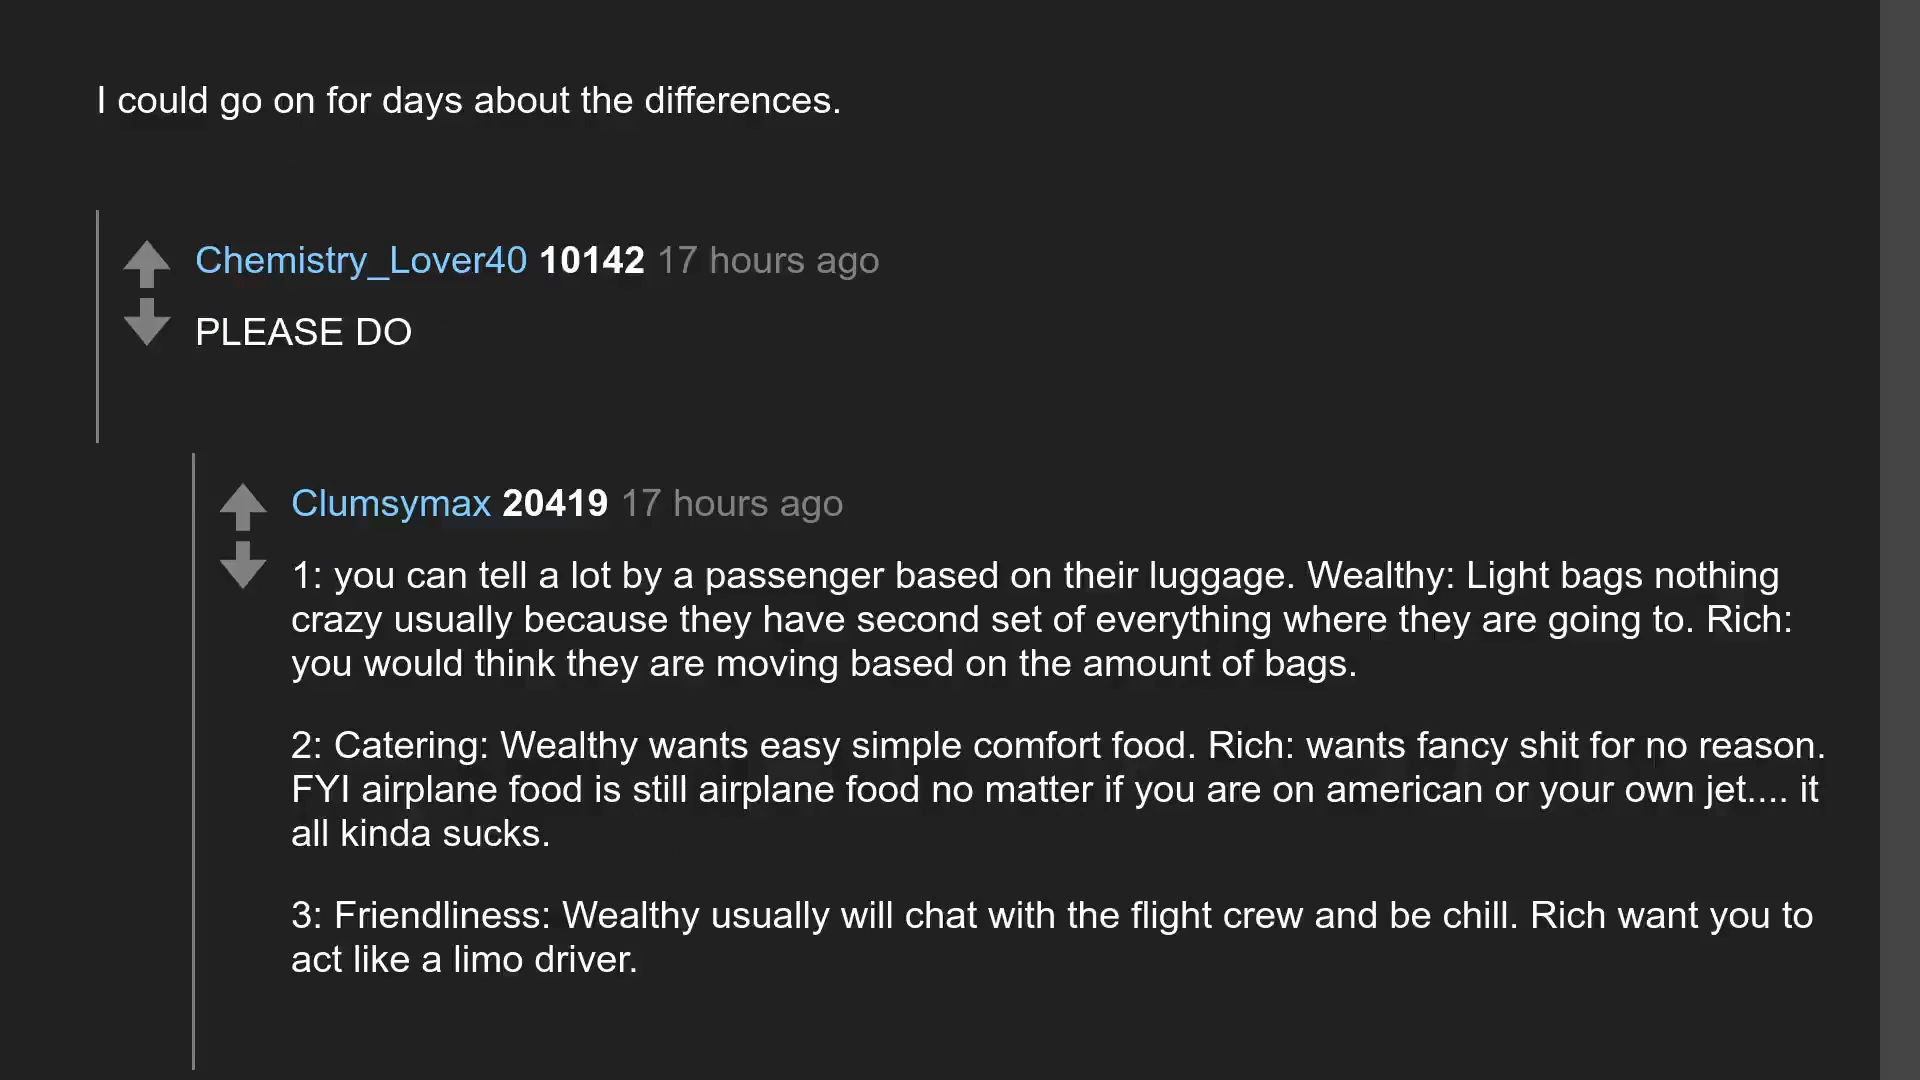 I could go on for days about the differences.
Chemistry_Lover40 10142 17 hours ago
PLEASE DO
Clumsymax 20419 17 hours ago
1: you can tell a lot by a passenger based on their luggage. Wealthy: Light bags nothing
crazy usually because they have second set of everything where they are going to. Rich:
you would think they are moving based on the amount of bags.
2: Catering: Wealthy wants easy simple comfort food. Rich: wants fancy shit for no reason.
FYI airplane food is still airplane food no matter if you are on american or your own jet.... it
all kinda sucks.
3: Friendliness: Wealthy usually will chat with the flight crew and be chill. Rich want you to
act like a limo driver.